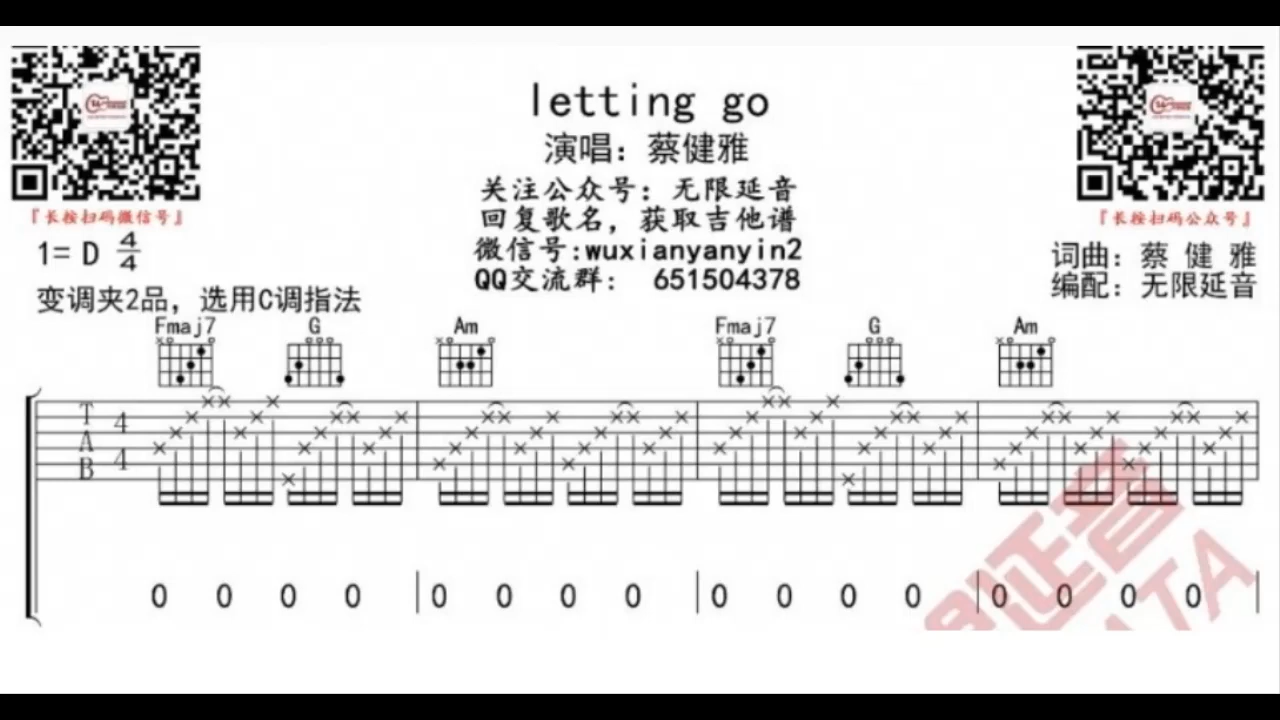 letting go
演唱：蔡健雅
关注公众号：无限延音
回复歌名，获取吉他谱
微信号:wuxianyanyin2
QQ交流群： 651504378
『长按扫码微信号』
『长按扫码公众号』
1= D 4/4
变调夹2品，选用C调指法
词曲：蔡 健 雅
编配：无限延音
Fmaj7 G Am Fmaj7 G Am
T
A
B
4
4
0 0 0 0 0 0 0 0 0 0 0 0 0 0 0 0
延音
TA